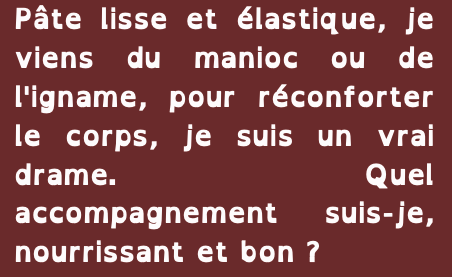 Pâte lisse et élastique, je
viens du manioc ou de
l'igname, pour réconforter
le corps, je suis un vrai
drame. Quel
accompagnement suis-je,
nourrissant et bon ?